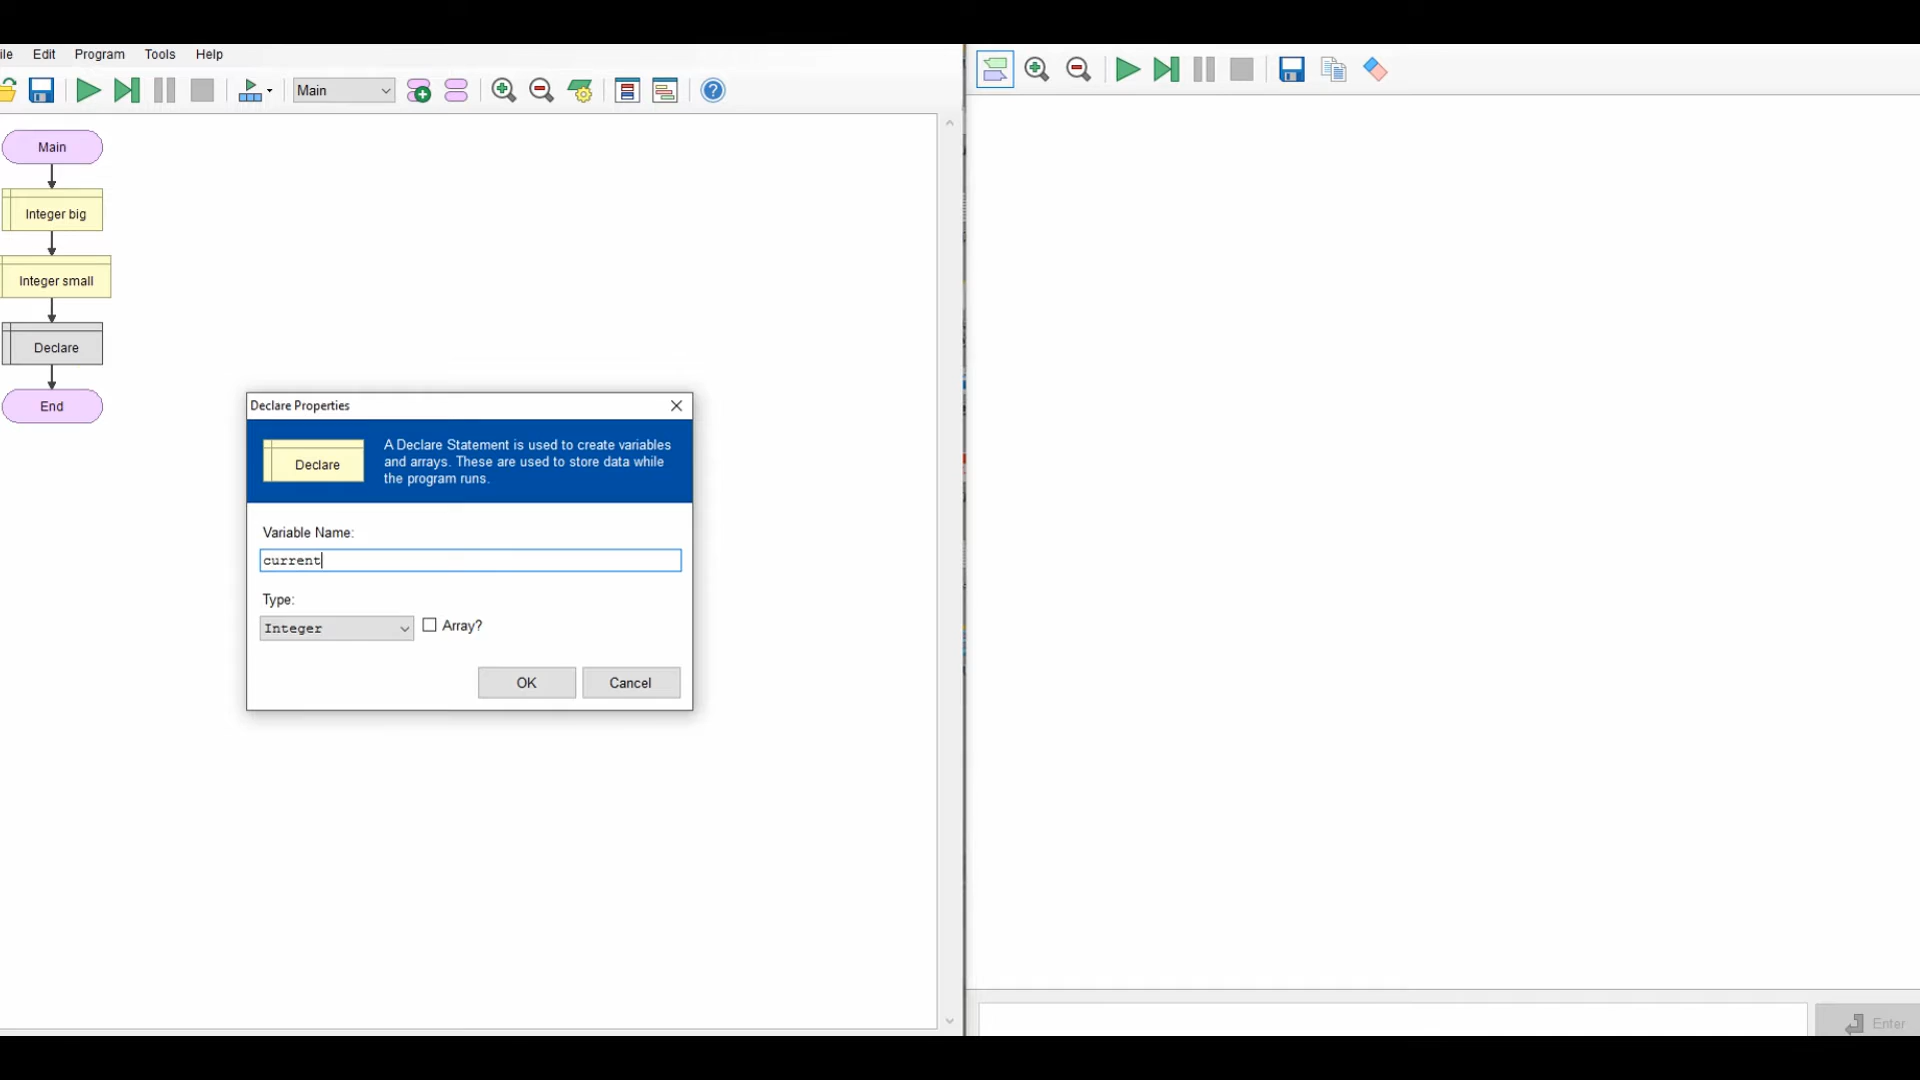 ile Edit Program Tools Help
Main
Main
Integer big
Integer small
Declare
End
Declare Properties
Declare
A Declare Statement is used to create variables
and arrays. These are used to store data while
the program runs.
Variable Name:
current
Type:
Integer
Array?
OK Cancel
Enter